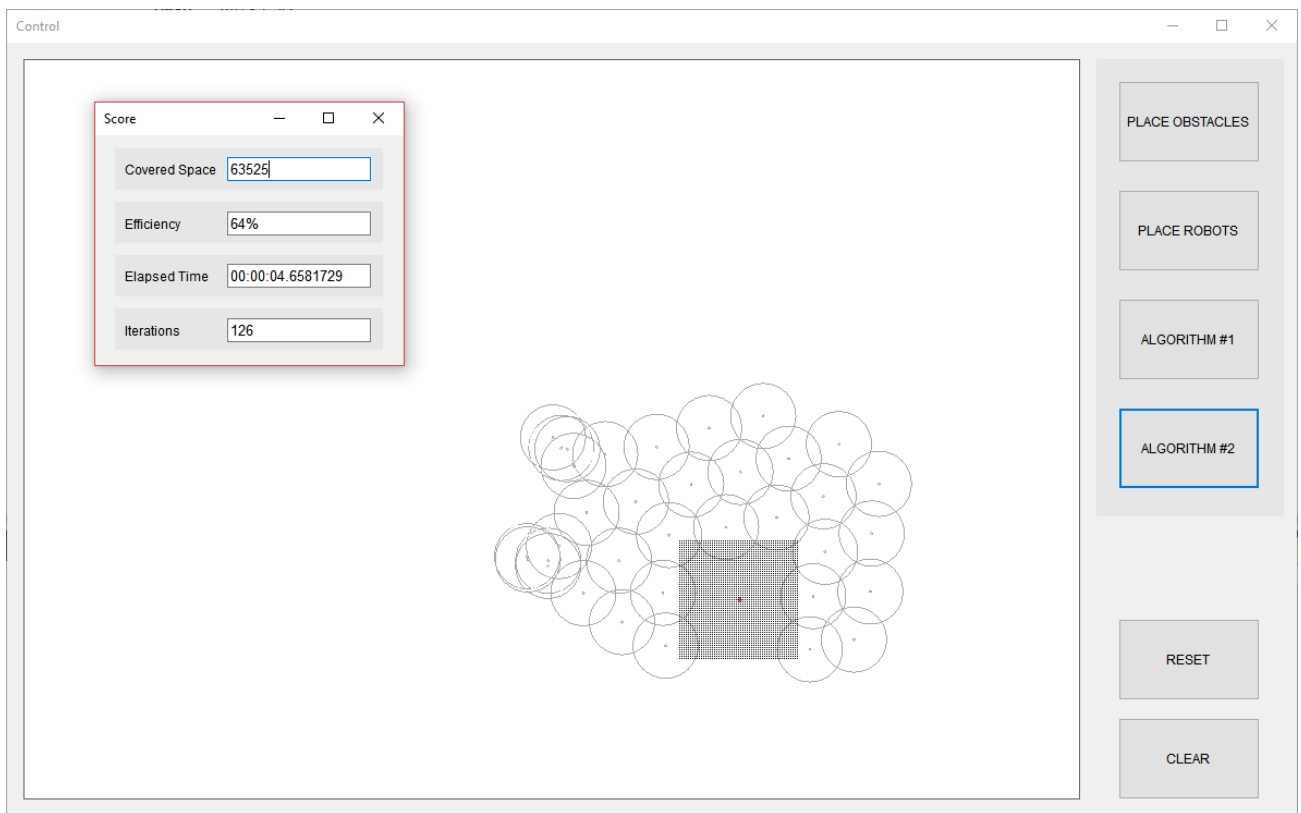 Control
Score
Covered Space 63525
Efficiency 64%
Elapsed Time 00:00:04.6581729
Iterations 126
PLACE OBSTACLES
PLACE ROBOTS
ALGORITHM #1
ALGORITHM #2
RESET
CLEAR